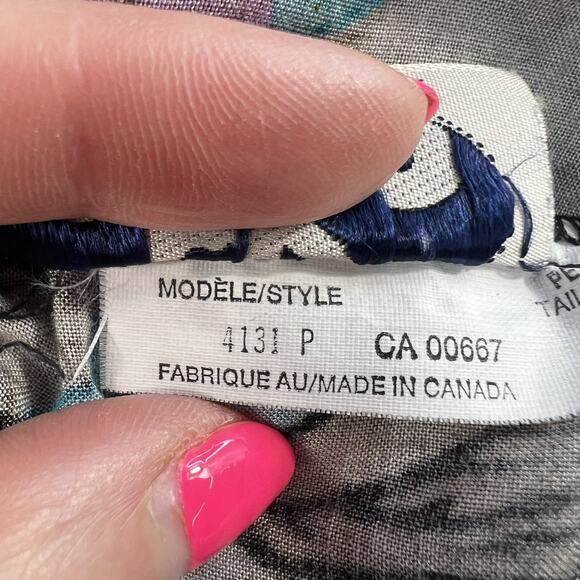 MODÈLE/STYLE
4131 P CA 00667
FABRIQUE AU/MADE IN CANADA